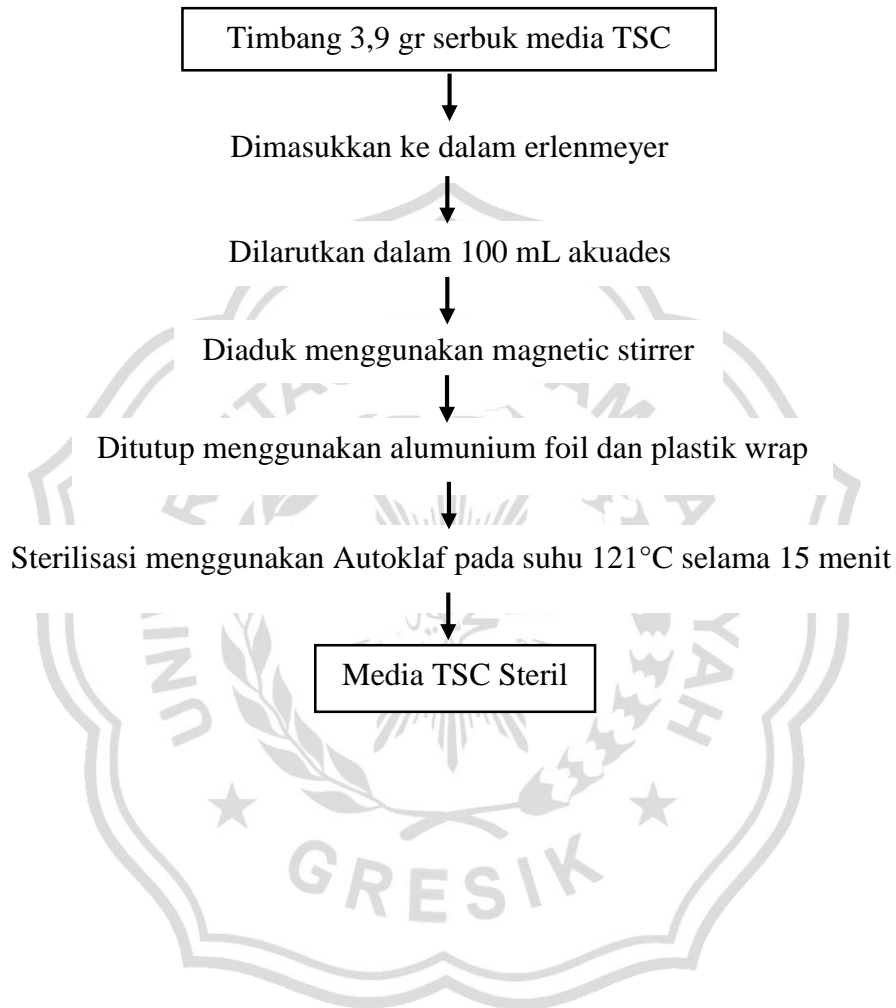 Timbang 3,9 gr serbuk media TSC
Dimasukkan ke dalam erlenmeyer
Dilarutkan dalam 100 mL akuades
Diaduk menggunakan magnetic stirrer
Ditutup menggunakan alumunium foil dan plastik wrap
Sterilisasi menggunakan Autoklaf pada suhu 121°C selama 15 menit
Media TSC Steril
GRESIK